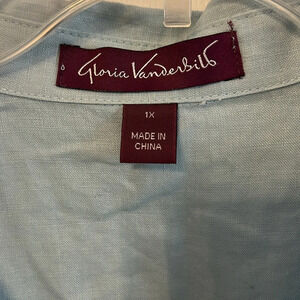 Gloria Vanderbilt
1X
MADE IN
CHINA